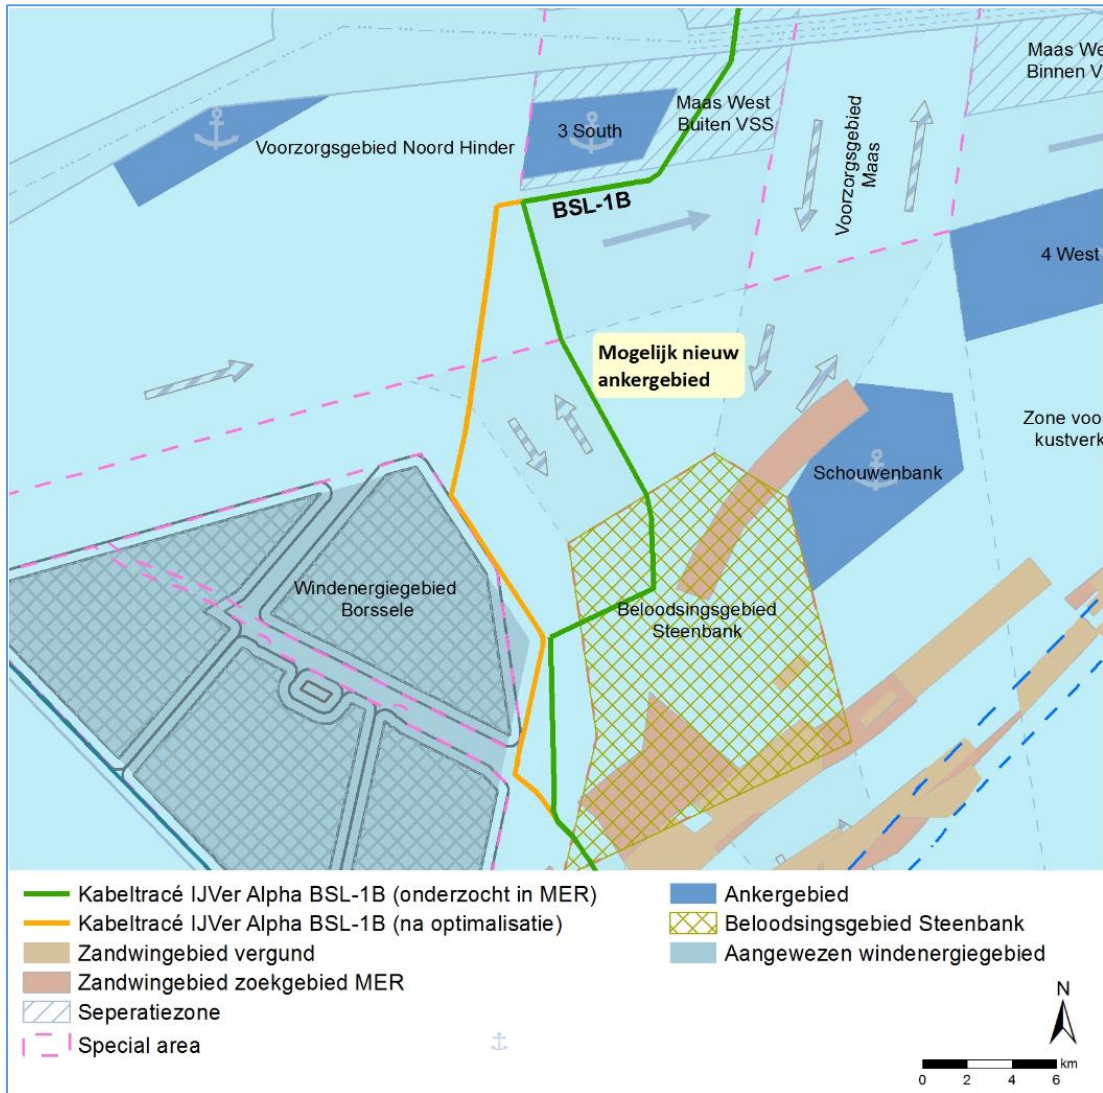 Maas We
Binnen V
3 South
Maas West
Buiten VSS
Voorzorgsgebied Noord Hinder
Voorzorgsgebied
Maas
BSL-1B
4 West
Mogelijk nieuw
ankergebied
Zone voo
kustverk
Schouwenbank
Windenergiegebied
Borssele
Beloodsingsgebied
Steenbank
Kabeltracé IJVer Alpha BSL-1B (onderzocht in MER)
Kabeltracé IJVer Alpha BSL-1B (na optimalisatie)
Zandwingebied vergund
Zandwingebied zoekgebied MER
Seperatiezone
Special area
Ankergebied
Beloodsingsgebied Steenbank
Aangewezen windenergiegebied
N
km
0 2 4 6